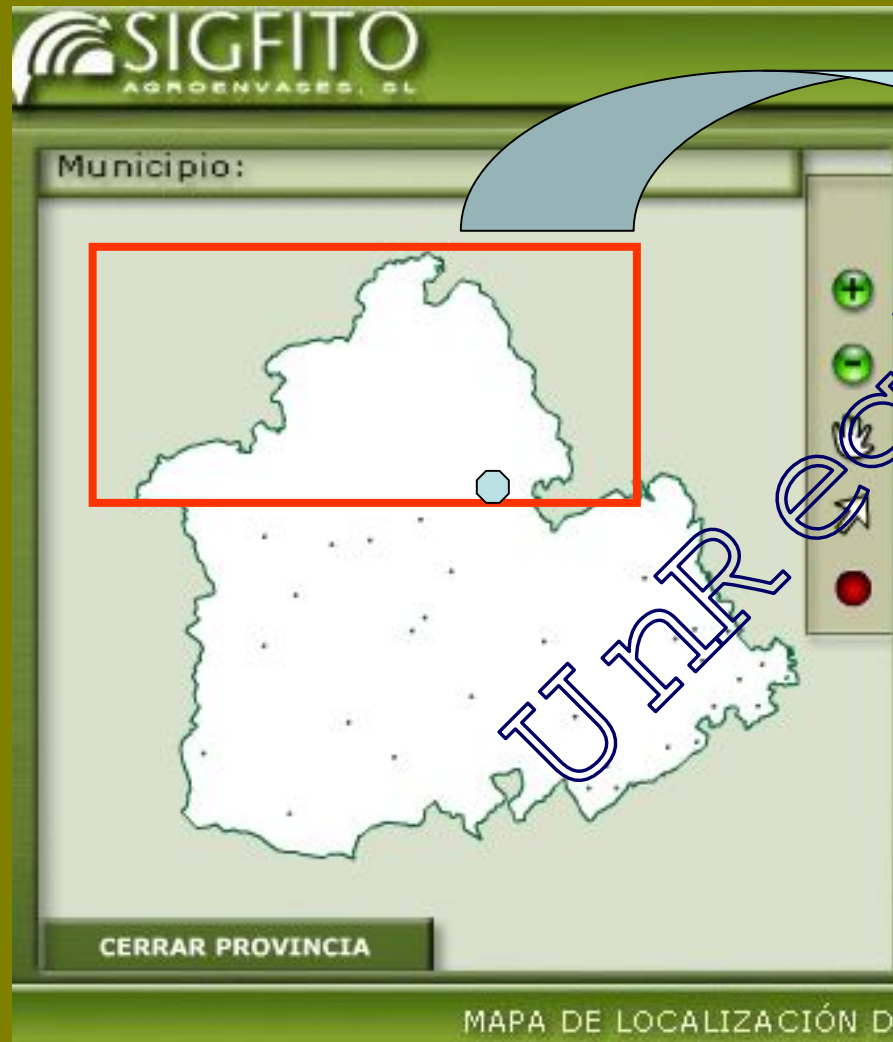 SIGFITO
AGROENVASES, SL
Municipio:
UnRe
CERRAR PROVINCIA
MAPA DE LOCALIZACIÓN D